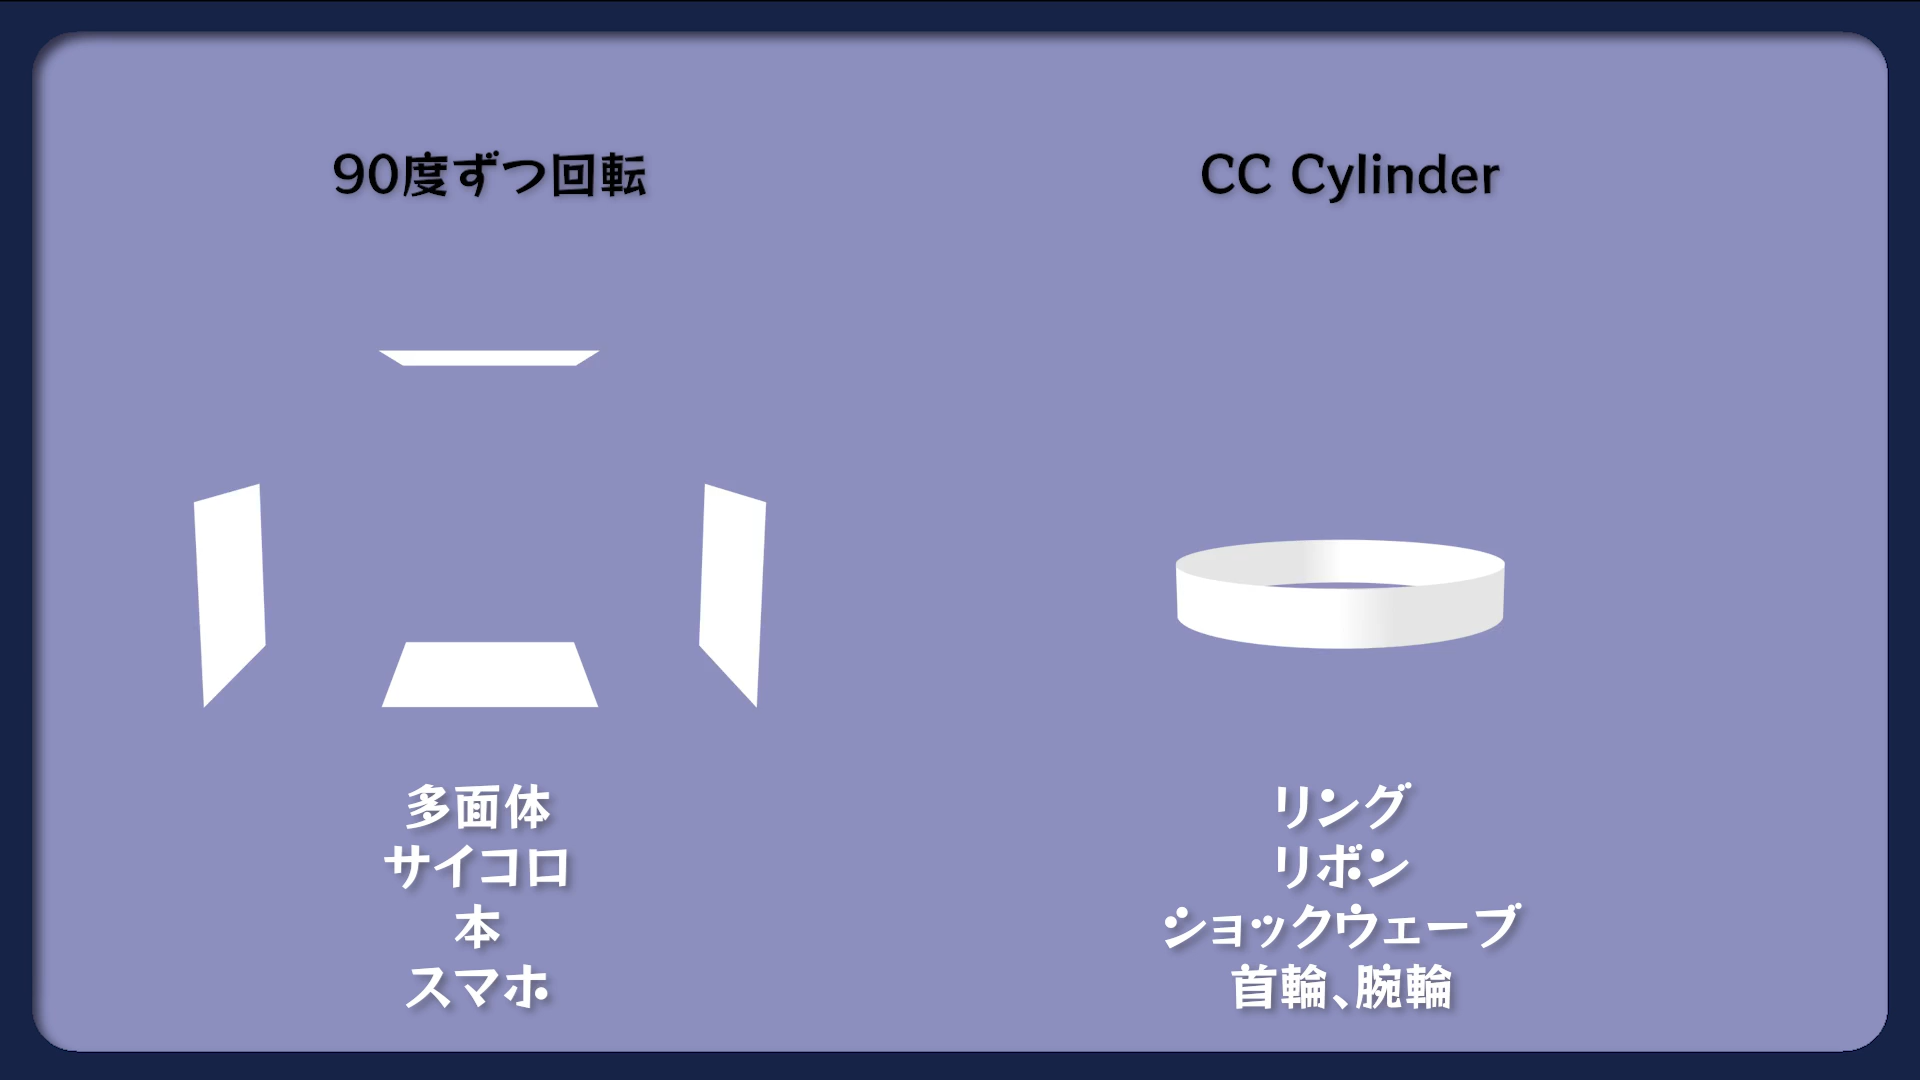 90度ずつ回転
CC Cylinder
多面体
サイコロ
本
スマホ
リング
リボン
ショックウェーブ
首輪、腕輪